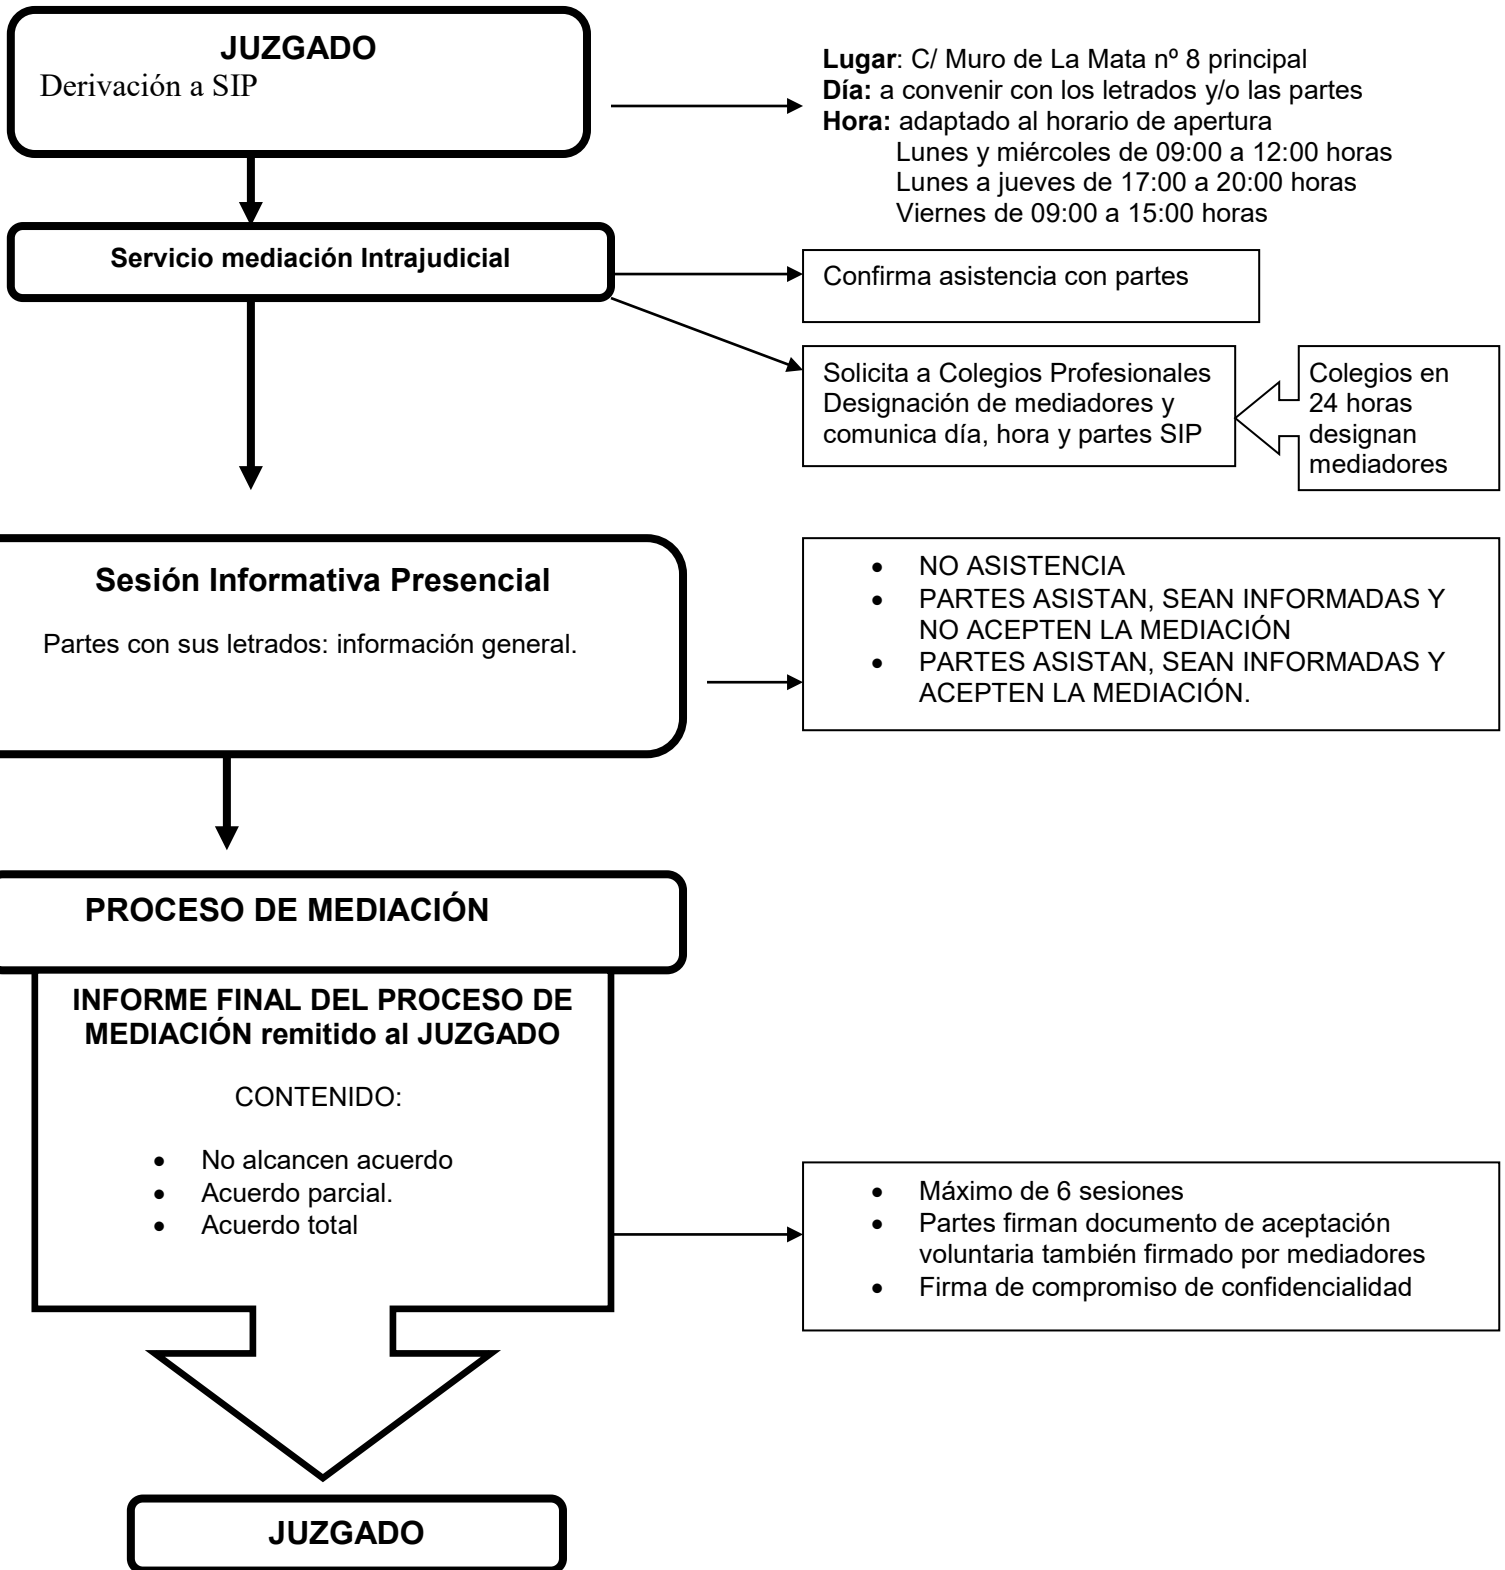 JUZGADO
Derivación a SIP
Lugar: C/ Muro de La Mata nº 8 principal
Día: a convenir con los letrados y/o las partes
Hora: adaptado al horario de apertura
Lunes y miércoles de 09:00 a 12:00 horas
Lunes a jueves de 17:00 a 20:00 horas
Viernes de 09:00 a 15:00 horas
Servicio mediación Intrajudicial
Confirma asistencia con partes
Solicita a Colegios Profesionales
Designación de mediadores y
comunica día, hora y partes SIP
Colegios en
24 horas
designan
mediadores
Sesión Informativa Presencial
Partes con sus letrados: información general.
• NO ASISTENCIA
• PARTES ASISTAN, SEAN INFORMADAS Y
NO ACEPTEN LA MEDIACIÓN
• PARTES ASISTAN, SEAN INFORMADAS Y
ACEPTEN LA MEDIACIÓN.
PROCESO DE MEDIACIÓN
INFORME FINAL DEL PROCESO DE
MEDIACIÓN remitido al JUZGADO
CONTENIDO:
• No alcancen acuerdo
• Acuerdo parcial.
• Acuerdo total
• Máximo de 6 sesiones
• Partes firman documento de aceptación
voluntaria también firmado por mediadores
• Firma de compromiso de confidencialidad
JUZGADO